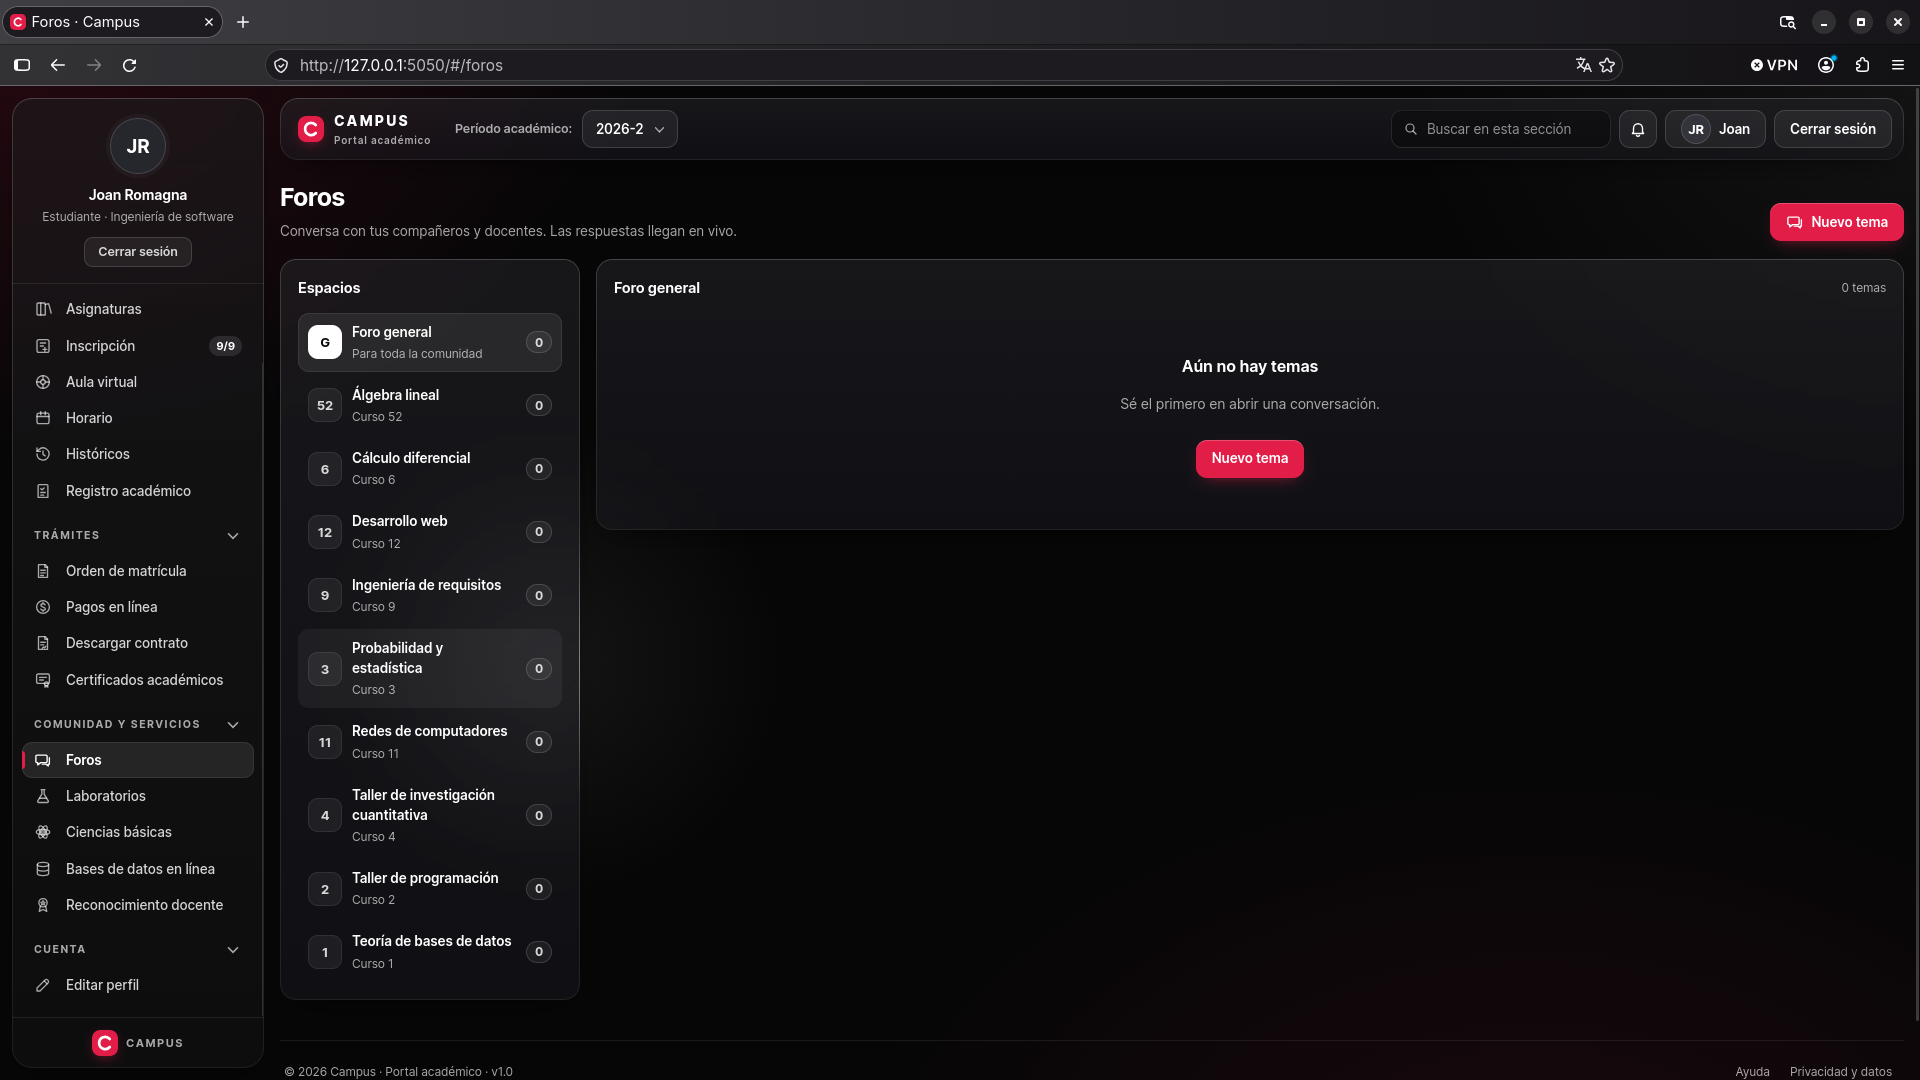 Foros · Campus
http://127.0.0.1:5050/#/foros
VPN
JR
Joan Romagna
Estudiante · Ingeniería de software
Cerrar sesión
Asignaturas
Inscripción 9/9
Aula virtual
Horario
Históricos
Registro académico
TRÁMITES
Orden de matrícula
Pagos en línea
Descargar contrato
Certificados académicos
COMUNIDAD Y SERVICIOS
Foros
Laboratorios
Ciencias básicas
Bases de datos en línea
Reconocimiento docente
CUENTA
Editar perfil
C CAMPUS
C CAMPUS
Portal académico
Período académico: 2026-2
Buscar en esta sección
JR Joan
Cerrar sesión
Foros
Conversa con tus compañeros y docentes. Las respuestas llegan en vivo.
Nuevo tema
Espacios
G Foro general 0
Para toda la comunidad
52 Álgebra lineal 0
Curso 52
6 Cálculo diferencial 0
Curso 6
12 Desarrollo web 0
Curso 12
9 Ingeniería de requisitos 0
Curso 9
3 Probabilidad y 0
estadística
Curso 3
11 Redes de computadores 0
Curso 11
4 Taller de investigación 0
cuantitativa
Curso 4
2 Taller de programación 0
Curso 2
1 Teoría de bases de datos 0
Curso 1
Foro general 0 temas
Aún no hay temas
Sé el primero en abrir una conversación.
Nuevo tema
© 2026 Campus · Portal académico · v1.0
Ayuda Privacidad y datos